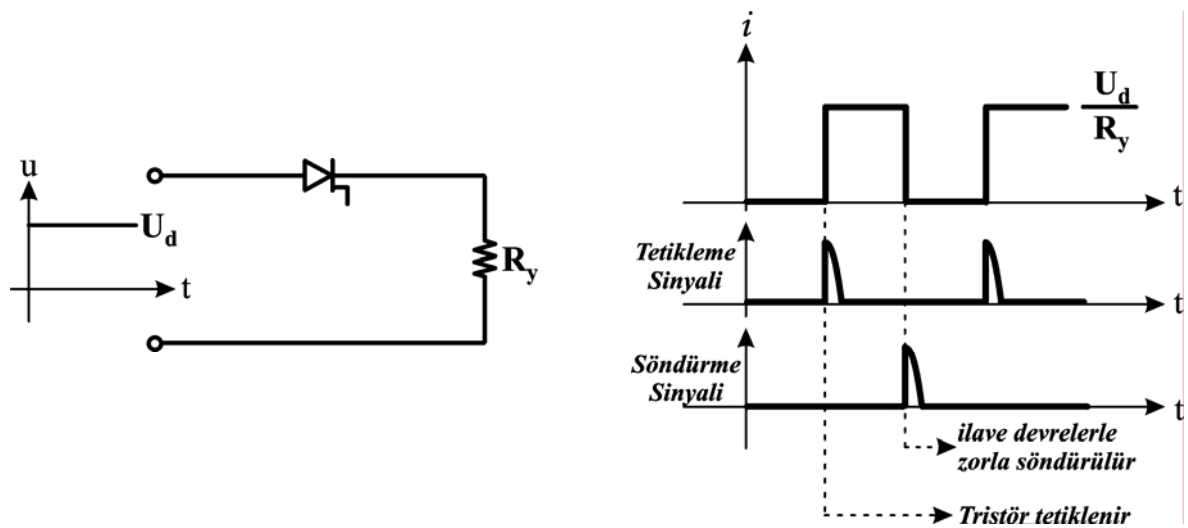 u
U_d
t
R_y
i
U_d
R_y
t
Tetikleme
Sinyali
t
Söndürme
Sinyali
t
ilave devrelerle
zorla söndürülür
Tristör tetiklenir